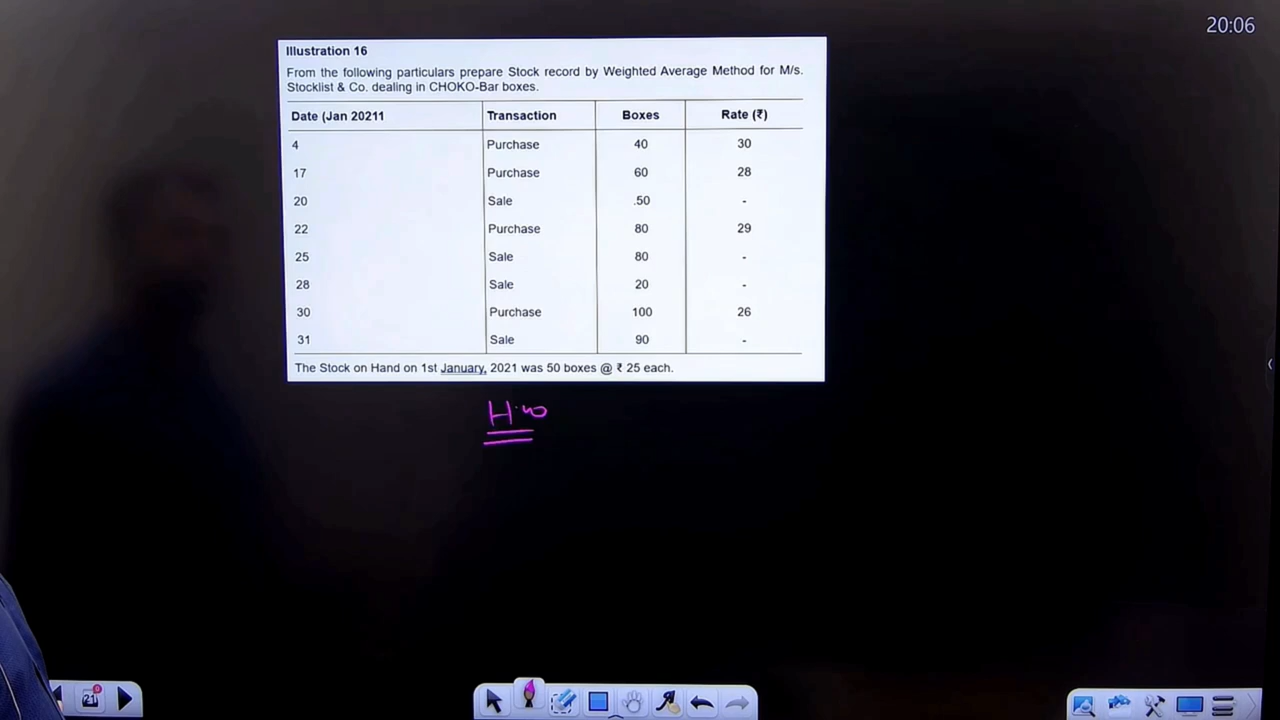 20:06
Illustration 16
From the following particulars prepare Stock record by Weighted Average Method for M/s.
Stocklist & Co. dealing in CHOKO-Bar boxes.
Date (Jan 20211 Transaction Boxes Rate (₹)
4 Purchase 40 30
17 Purchase 60 28
20 Sale .50 -
22 Purchase 80 29
25 Sale 80 -
28 Sale 20 -
30 Purchase 100 26
31 Sale 90 -
The Stock on Hand on 1st January, 2021 was 50 boxes @ ₹ 25 each.
H.w
21